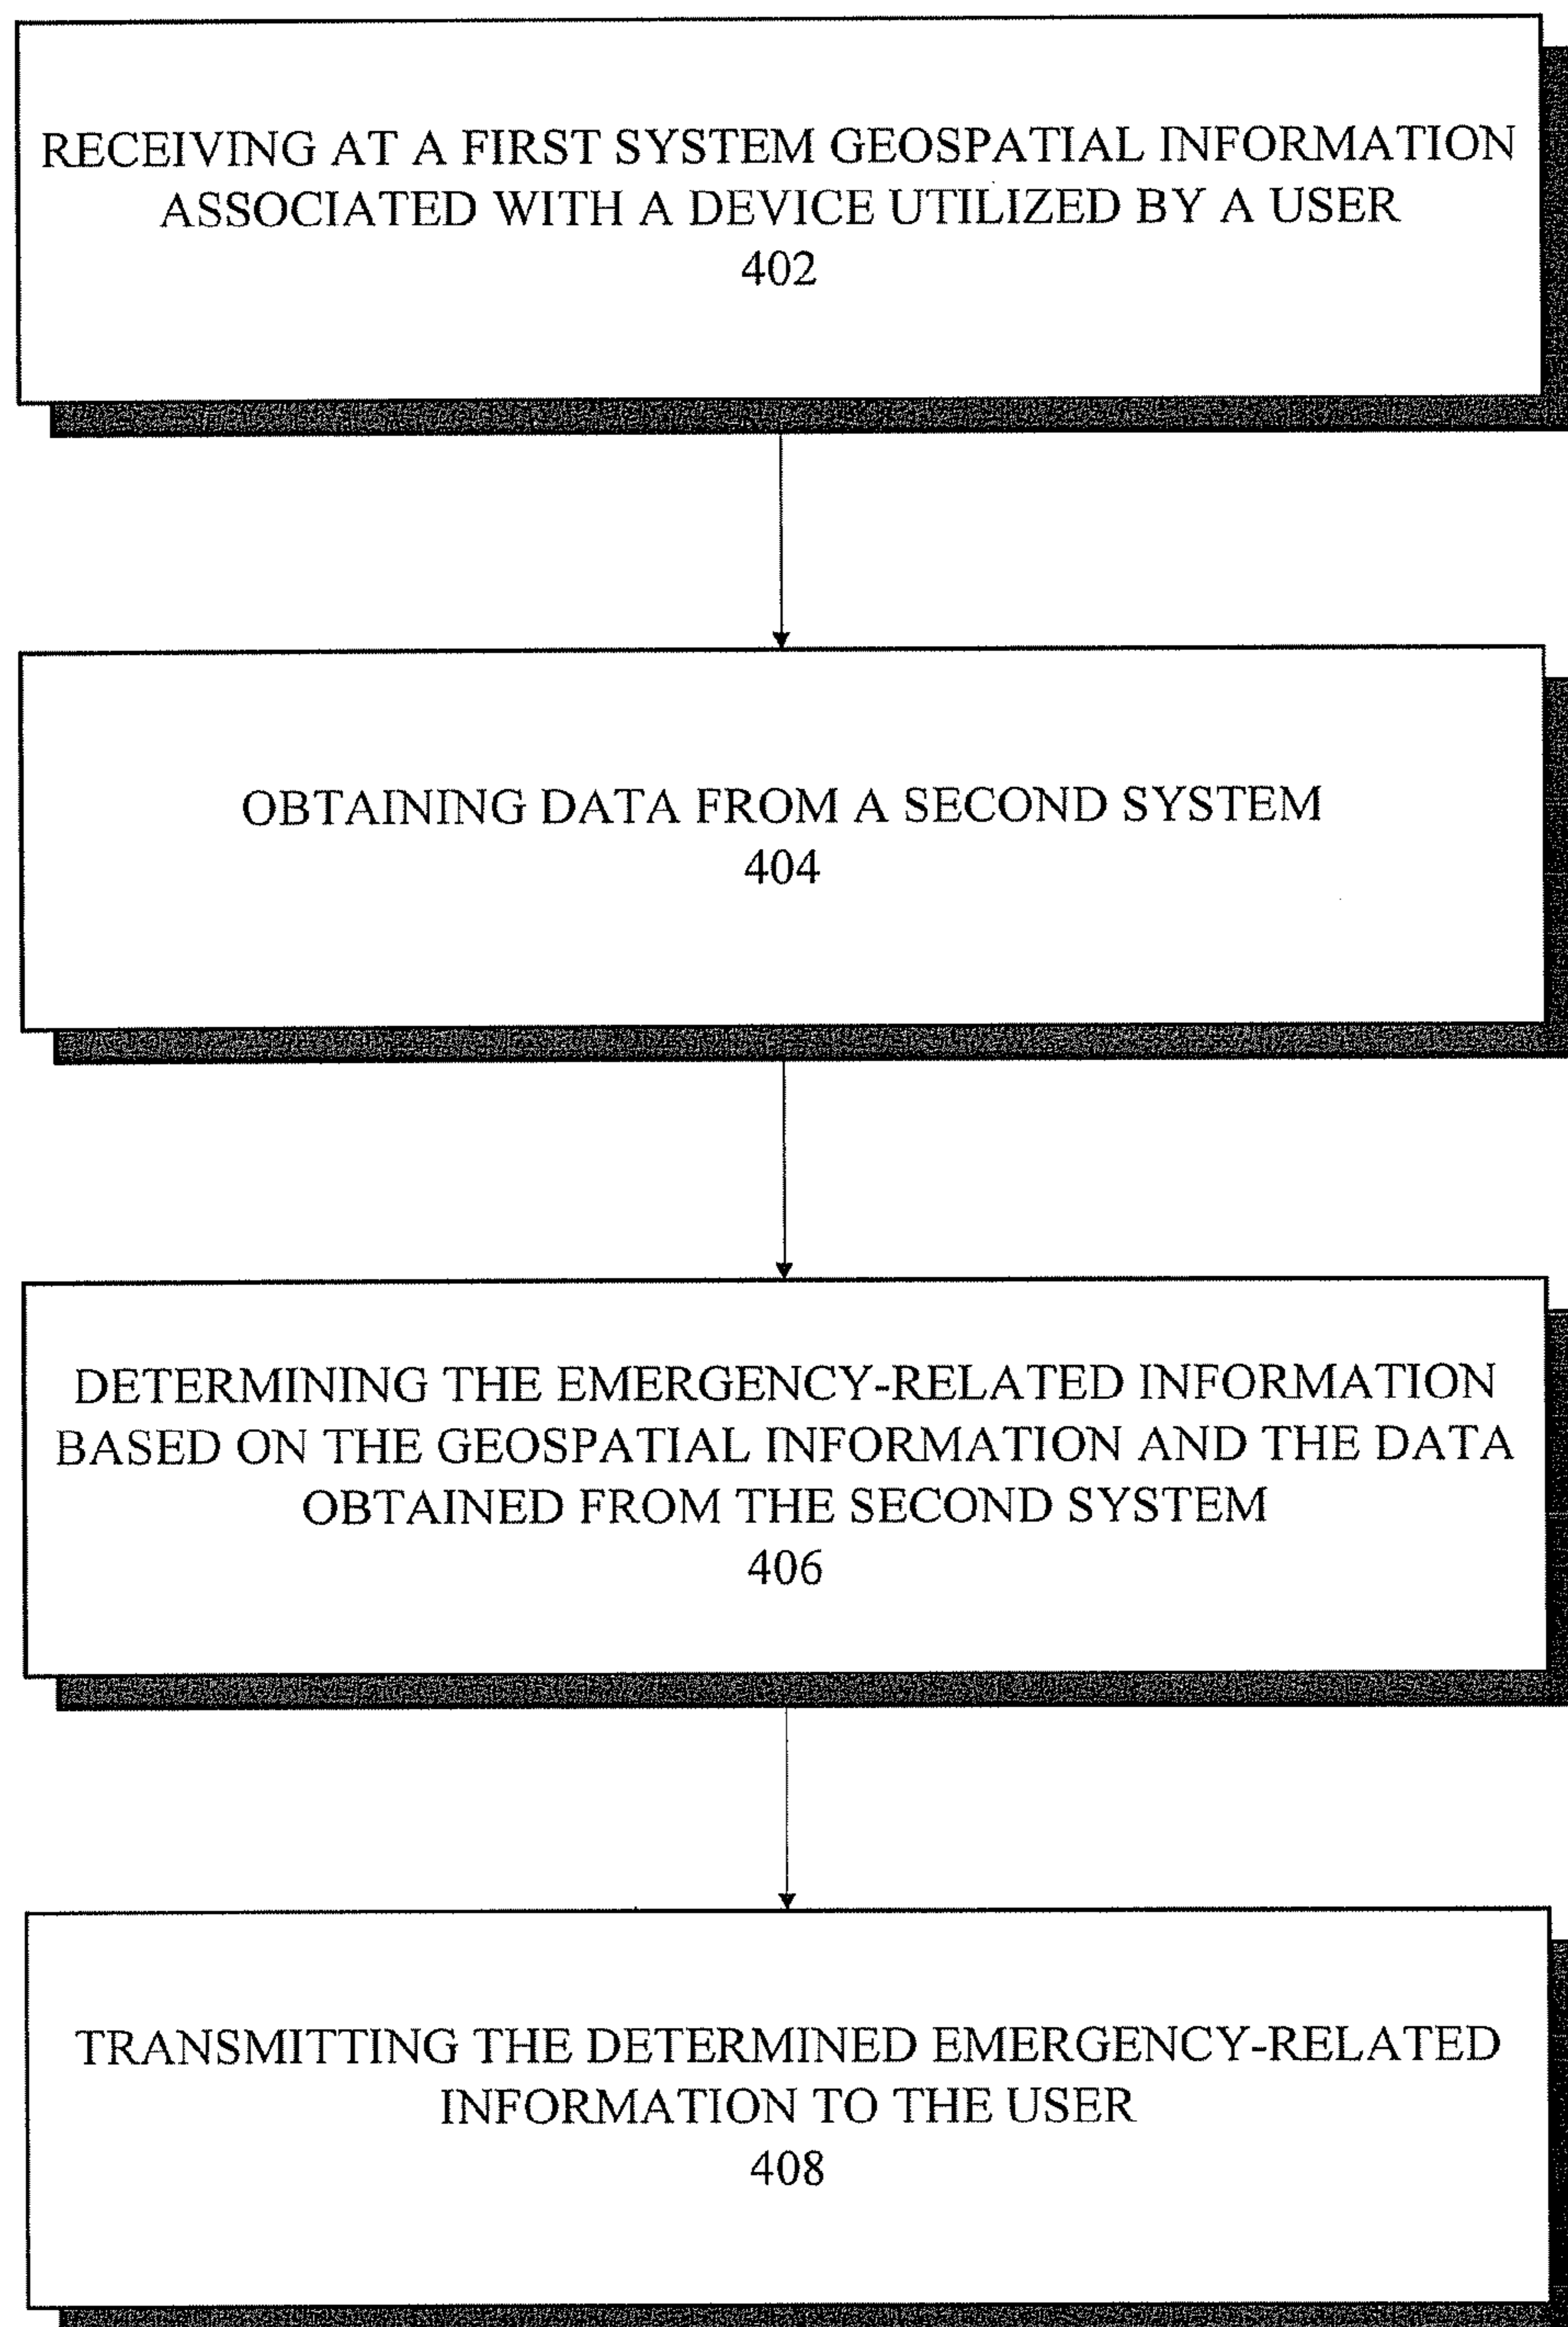 RECEIVING AT A FIRST SYSTEM GEOSPATIAL INFORMATION
ASSOCIATED WITH A DEVICE UTILIZED BY A USER
402
OBTAINING DATA FROM A SECOND SYSTEM
404
DETERMINING THE EMERGENCY-RELATED INFORMATION
BASED ON THE GEOSPATIAL INFORMATION AND THE DATA
OBTAINED FROM THE SECOND SYSTEM
406
TRANSMITTING THE DETERMINED EMERGENCY-RELATED
INFORMATION TO THE USER
408